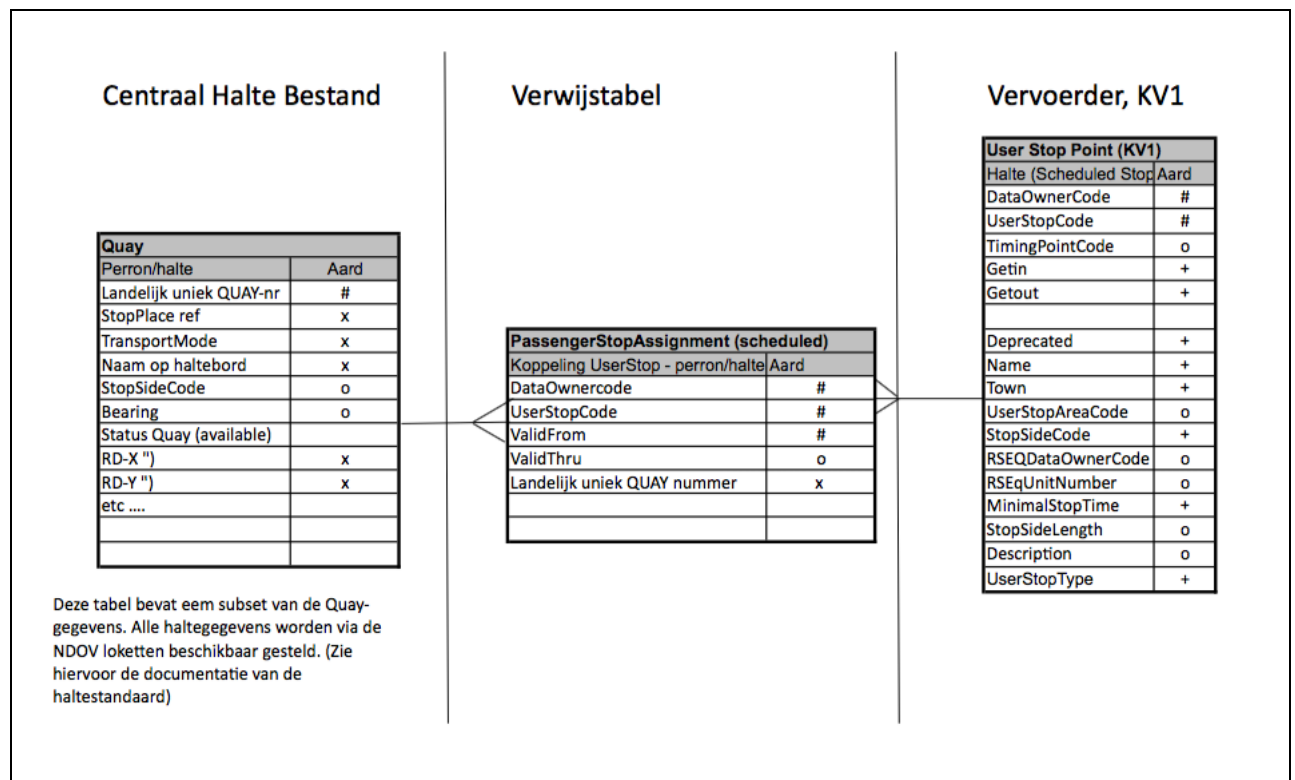 Centraal Halte Bestand
Verwijstabel
Vervoerder, KV1
Quay
Perron/halte Aard
Landelijk uniek QUAY-nr #
StopPlace ref x
TransportMode x
Naam op haltebord x
StopSideCode o
Bearing o
Status Quay (available)
RD-X ") x
RD-Y ") x
etc ....
Deze tabel bevat eem subset van de Quay-
gegevens. Alle haltegegevens worden via de
NDOV loketten beschikbaar gesteld. (Zie
hiervoor de documentatie van de
haltestandaard)
PassengerStopAssignment (scheduled)
Koppeling UserStop - perron/halte Aard
DataOwnercode #
UserStopCode #
ValidFrom #
ValidThru o
Landelijk uniek QUAY nummer x
User Stop Point (KV1)
Halte (Scheduled Stop Aard
DataOwnerCode #
UserStopCode #
TimingPointCode o
Getin +
Getout +
Deprecated +
Name +
Town +
UserStopAreaCode o
StopSideCode +
RSEQDataOwnerCode o
RSEqUnitNumber o
MinimalStopTime +
StopSideLength o
Description o
UserStopType +